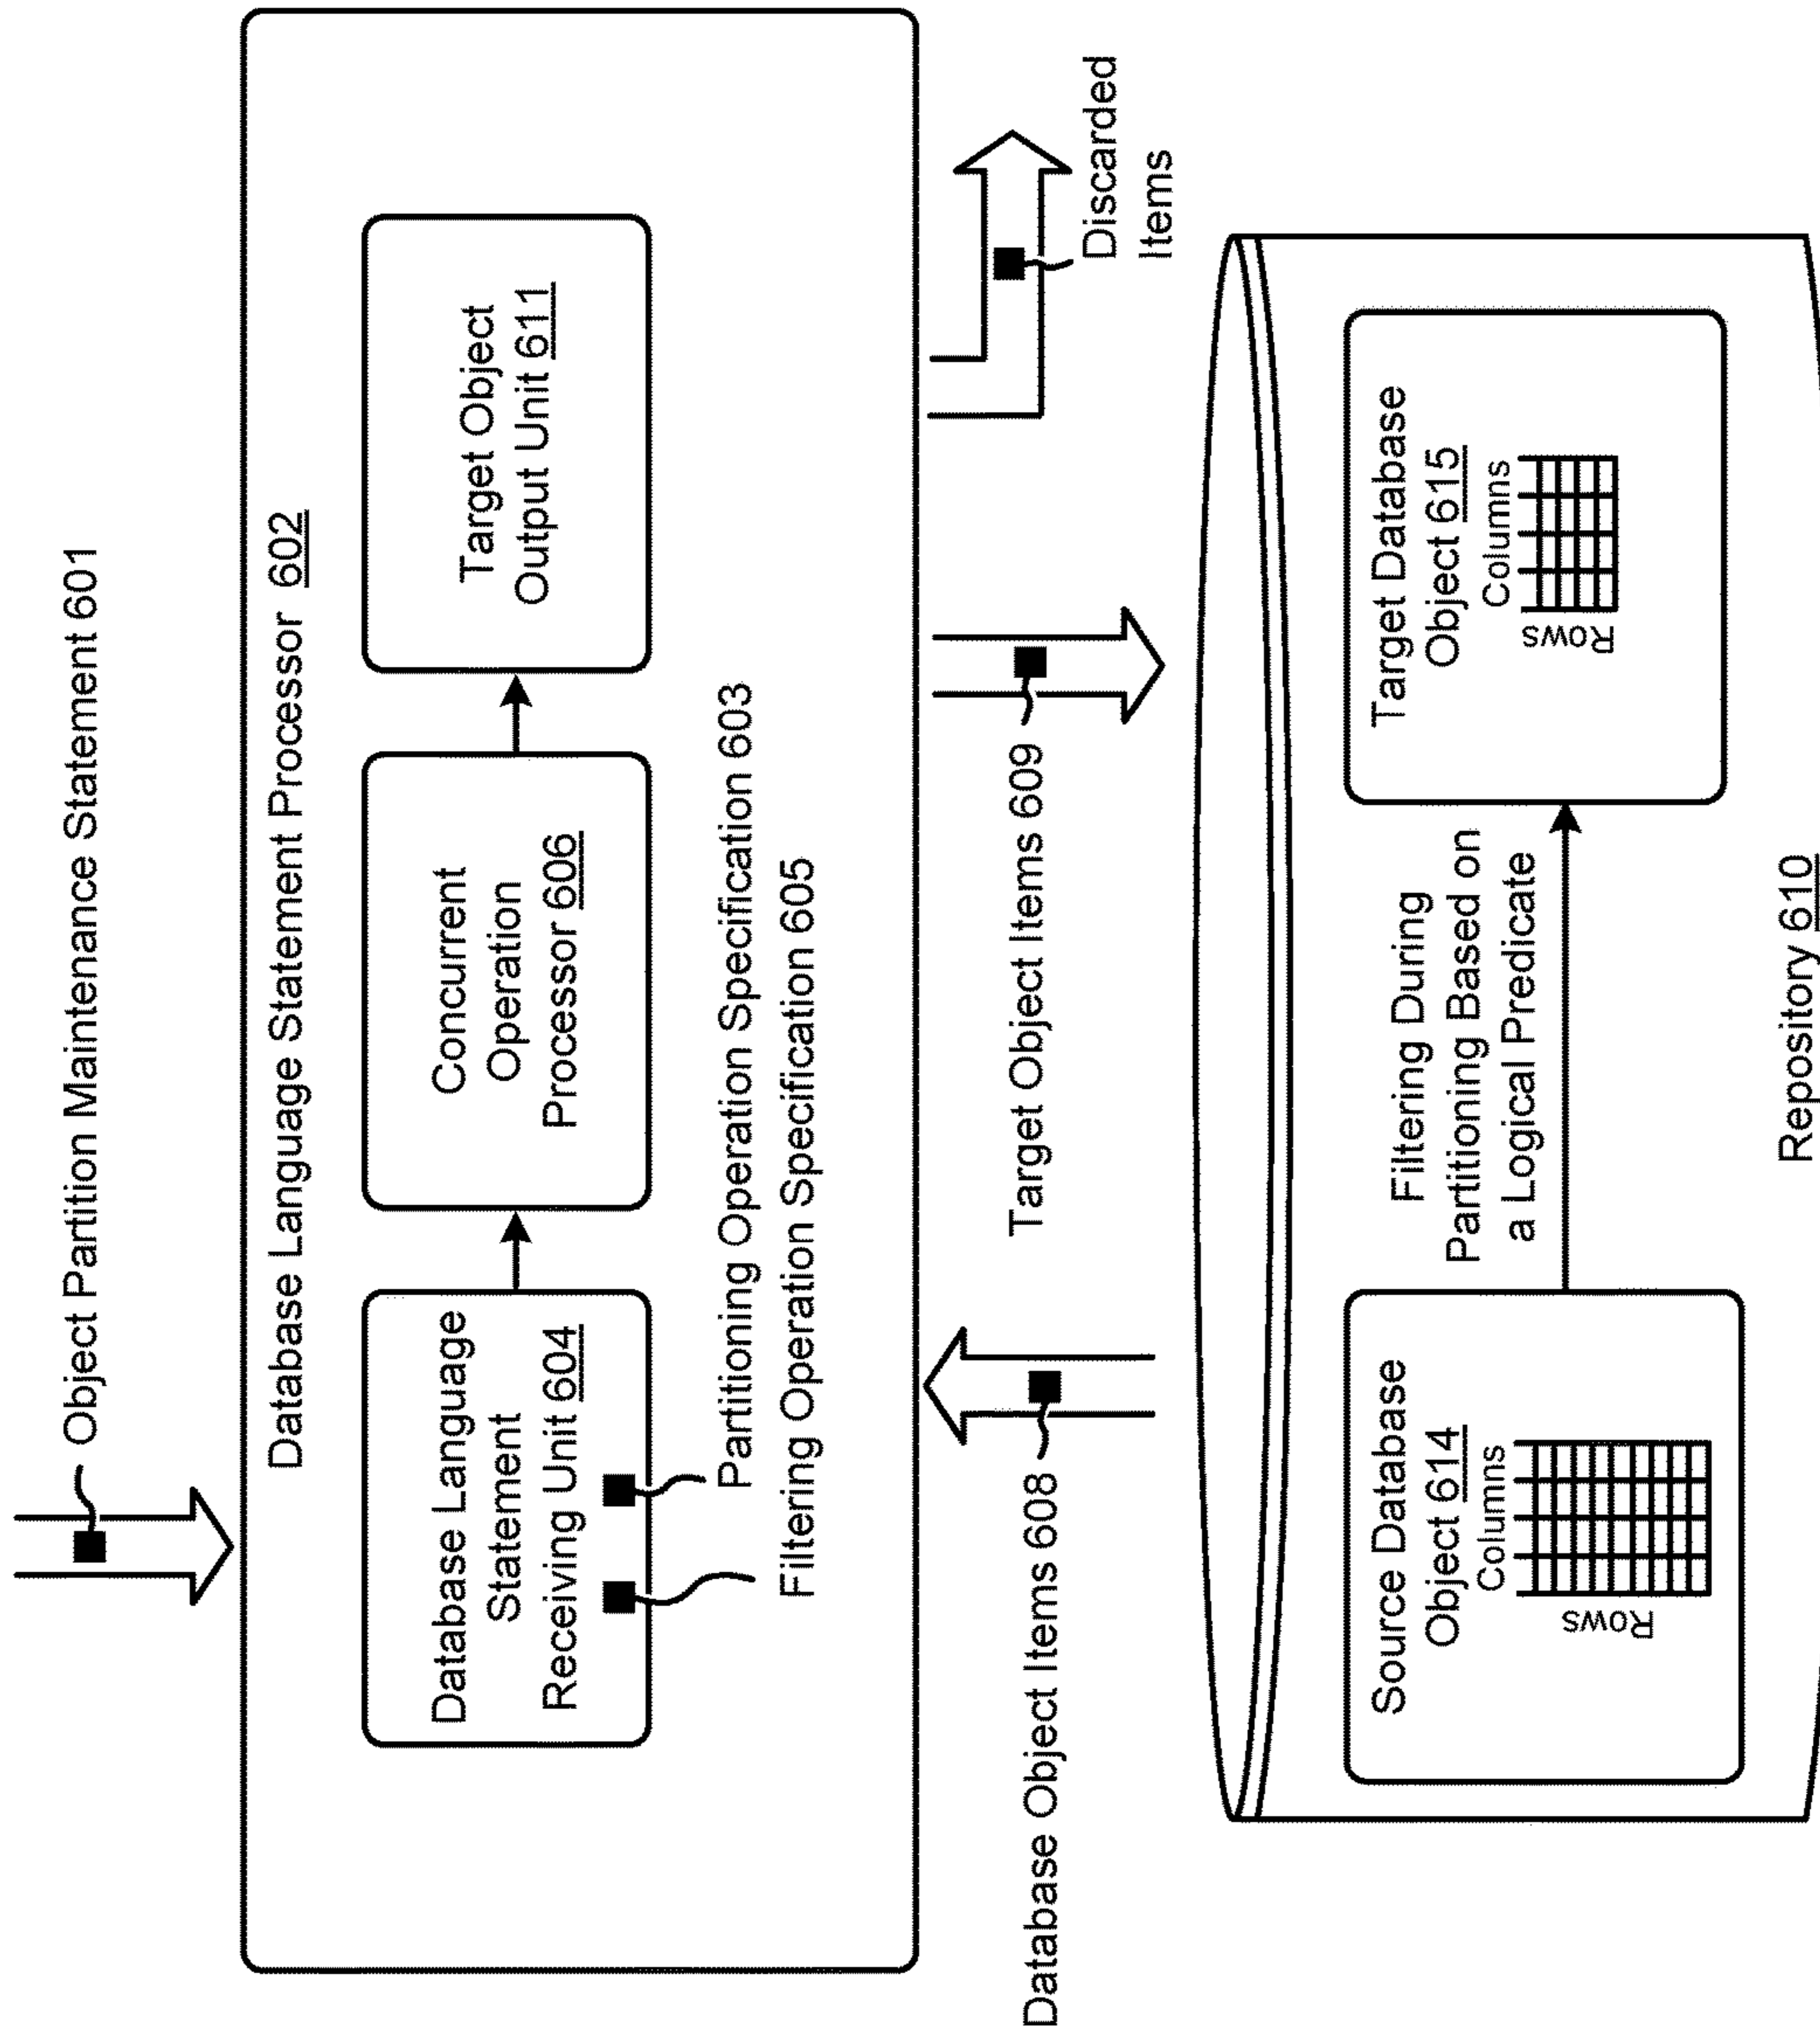 Object Partition Maintenance Statement 601
Database Language Statement Processor 602
Database Language
Statement
Receiving Unit 604
Concurrent
Operation
Processor 606
Target Object
Output Unit 611
Partitioning Operation Specification 603
Filtering Operation Specification 605
Database Object Items 608
Target Object Items 609
Discarded
Items
Source Database
Object 614
Columns
Rows
Filtering During
Partitioning Based on
a Logical Predicate
Target Database
Object 615
Columns
Rows
Repository 610